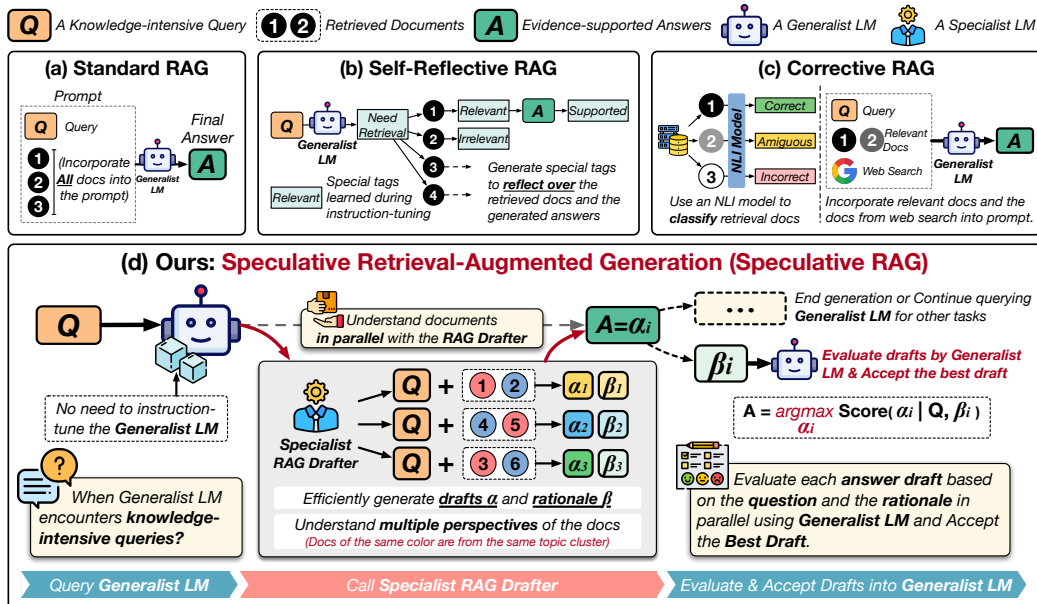 Q A Knowledge-intensive Query 1 2 Retrieved Documents A Evidence-supported Answers A Generalist LM A Specialist LM
(a) Standard RAG
Prompt
Q Query
1
2
3
(Incorporate
All docs into
the prompt)
Generalist
LM
Final
Answer
A
(b) Self-Reflective RAG
Q
Generalist
LM
Need
Retrieval
1 Relevant A Supported
2 Irrelevant
3
4
Generate special tags
to reflect over the
retrieved docs and the
generated answers
Relevant
Special tags
learned during
instruction-tuning
(c) Corrective RAG
1
2
3
NLI Model
Correct
Amiguous
Incorrect
Use an NLI model to
classify retrieval docs
Q Query
1 2 Relevant
Docs
G Web Search
Generalist
LM
A
Incorporate relevant docs and the
docs from web search into prompt.
(d) Ours: Speculative Retrieval-Augmented Generation (Speculative RAG)
Q
No need to instruction-
tune the Generalist LM
When Generalist LM
encounters knowledge-
intensive queries?
Understand documents
in parallel with the RAG Drafter
Specialist
RAG Drafter
Q + 1 2 α1 β1
Q + 4 5 α2 β2
Q + 3 6 α3 β3
Efficiently generate drafts α and rationale β
Understand multiple perspectives of the docs
(Docs of the same color are from the same topic cluster)
A=αi
...
End generation or Continue querying
Generalist LM for other tasks
βi
Evaluate drafts by Generalist
LM & Accept the best draft
A = argmax Score( αi | Q, βi )
αi
Evaluate each answer draft based
on the question and the rationale in
parallel using Generalist LM and Accept
the Best Draft.
Query Generalist LM
Call Specialist RAG Drafter
Evaluate & Accept Drafts into Generalist LM